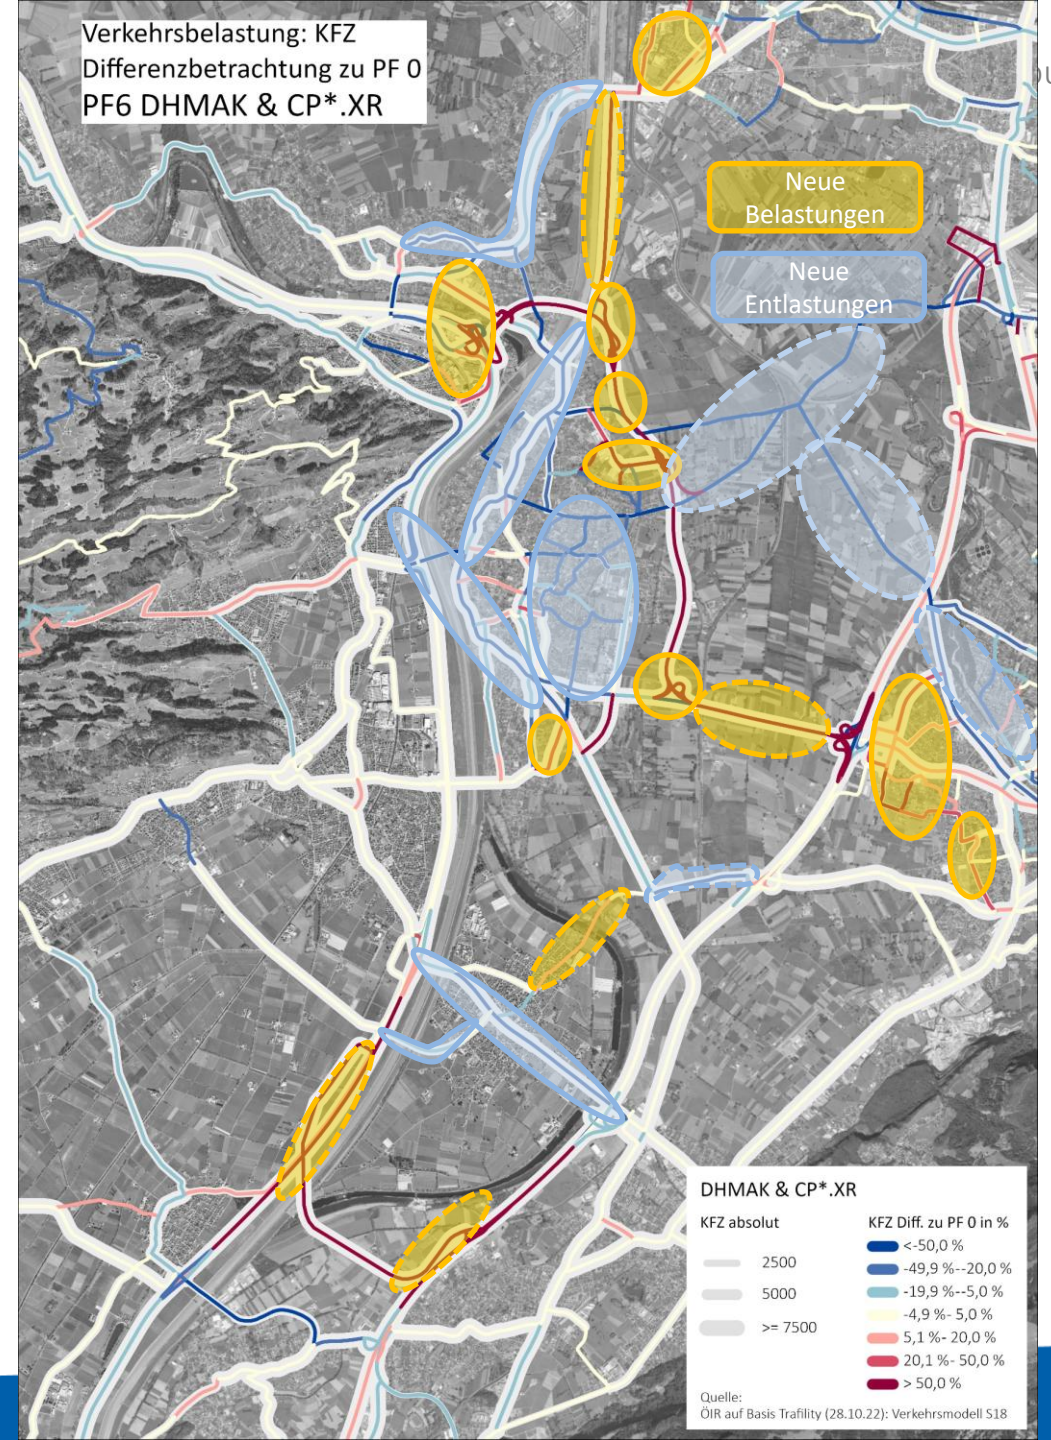 Verkehrsbelastung: KFZ
Differenzbetrachtung zu PF 0
PF6 DHMAK & CP*.XR
Neue
Belastungen
Neue
Entlastungen
DHMAK & CP*.XR
KFZ absolut
2500
5000
>= 7500
KFZ Diff. zu PF 0 in %
<-50,0 %
-49,9 %--20,0 %
-19,9 %--5,0 %
-4,9 %- 5,0 %
5,1 %- 20,0 %
20,1 %- 50,0 %
> 50,0 %
Quelle:
ÖIR auf Basis Trafility (28.10.22): Verkehrsmodell S18